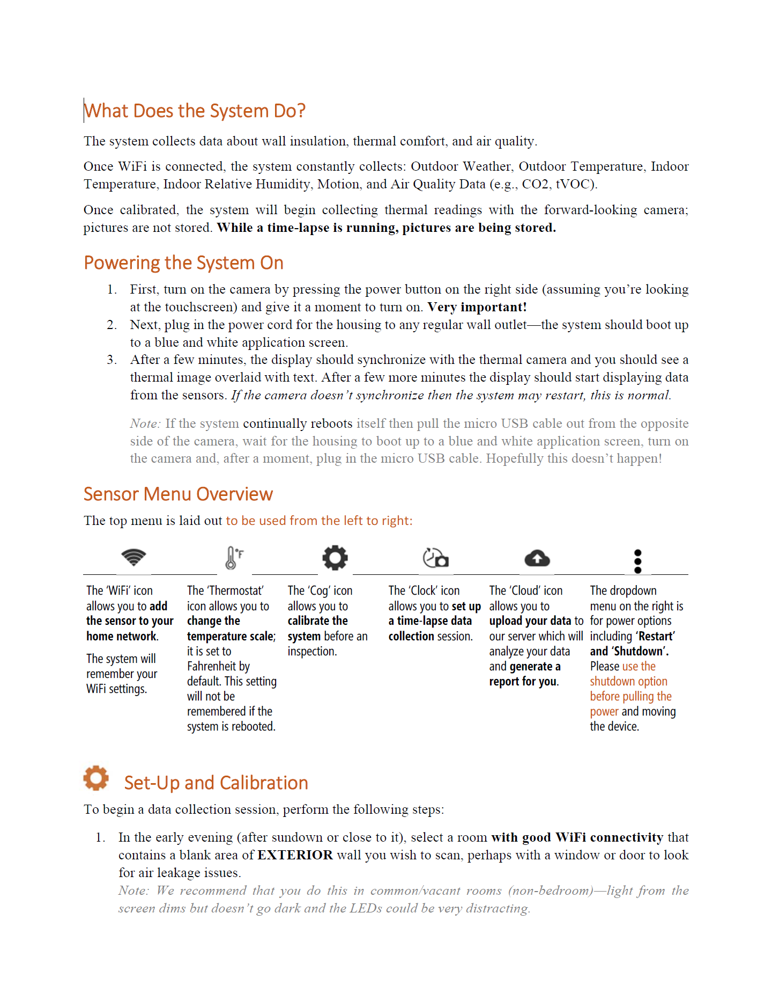 What Does the System Do?
The system collects data about wall insulation, thermal comfort, and air quality.
Once WiFi is connected, the system constantly collects: Outdoor Weather, Outdoor Temperature, Indoor
Temperature, Indoor Relative Humidity, Motion, and Air Quality Data (e.g., CO2, tVOC).
Once calibrated, the system will begin collecting thermal readings with the forward-looking camera;
pictures are not stored. While a time-lapse is running, pictures are being stored.
Powering the System On
1. First, turn on the camera by pressing the power button on the right side (assuming you’re looking
at the touchscreen) and give it a moment to turn on. Very important!
2. Next, plug in the power cord for the housing to any regular wall outlet—the system should boot up
to a blue and white application screen.
3. After a few minutes, the display should synchronize with the thermal camera and you should see a
thermal image overlaid with text. After a few more minutes the display should start displaying data
from the sensors. If the camera doesn’t synchronize then the system may restart, this is normal.
Note: If the system continually reboots itself then pull the micro USB cable out from the opposite
side of the camera, wait for the housing to boot up to a blue and white application screen, turn on
the camera and, after a moment, plug in the micro USB cable. Hopefully this doesn’t happen!
Sensor Menu Overview
The top menu is laid out to be used from the left to right:
°F
The ‘WiFi’ icon
allows you to add
the sensor to your
home network.
The system will
remember your
WiFi settings.
The ‘Thermostat’
icon allows you to
change the
temperature scale;
it is set to
Fahrenheit by
default. This setting
will not be
remembered if the
system is rebooted.
The ‘Cog’ icon
allows you to
calibrate the
system before an
inspection.
The ‘Clock’ icon
allows you to set up
a time-lapse data
collection session.
The ‘Cloud’ icon
allows you to
upload your data to
our server which will
analyze your data
and generate a
report for you.
The dropdown
menu on the right is
for power options
including ‘Restart’
and ‘Shutdown’.
Please use the
shutdown option
before pulling the
power and moving
the device.
Set-Up and Calibration
To begin a data collection session, perform the following steps:
1. In the early evening (after sundown or close to it), select a room with good WiFi connectivity that
contains a blank area of EXTERIOR wall you wish to scan, perhaps with a window or door to look
for air leakage issues.
Note: We recommend that you do this in common/vacant rooms (non-bedroom)—light from the
screen dims but doesn’t go dark and the LEDs could be very distracting.